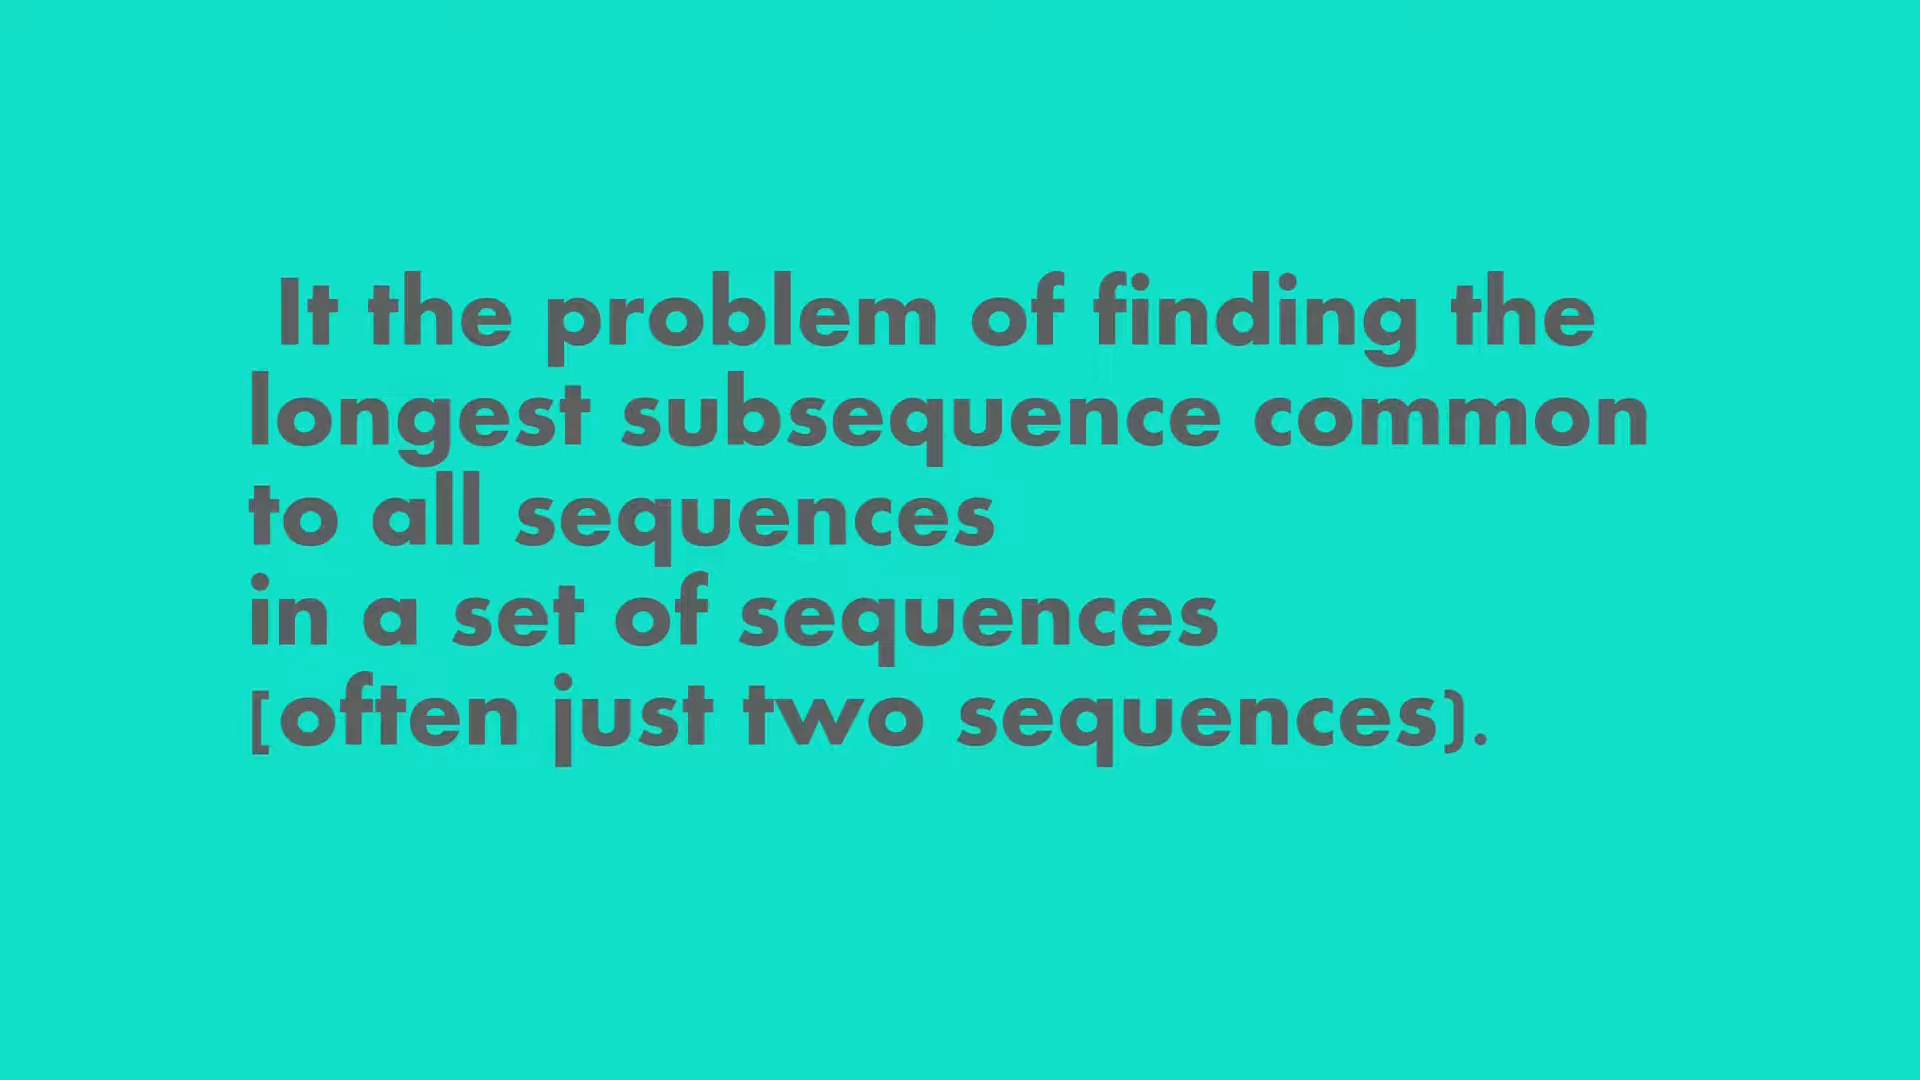 It the problem of finding the
longest subsequence common
to all sequences
in a set of sequences
(often just two sequences).